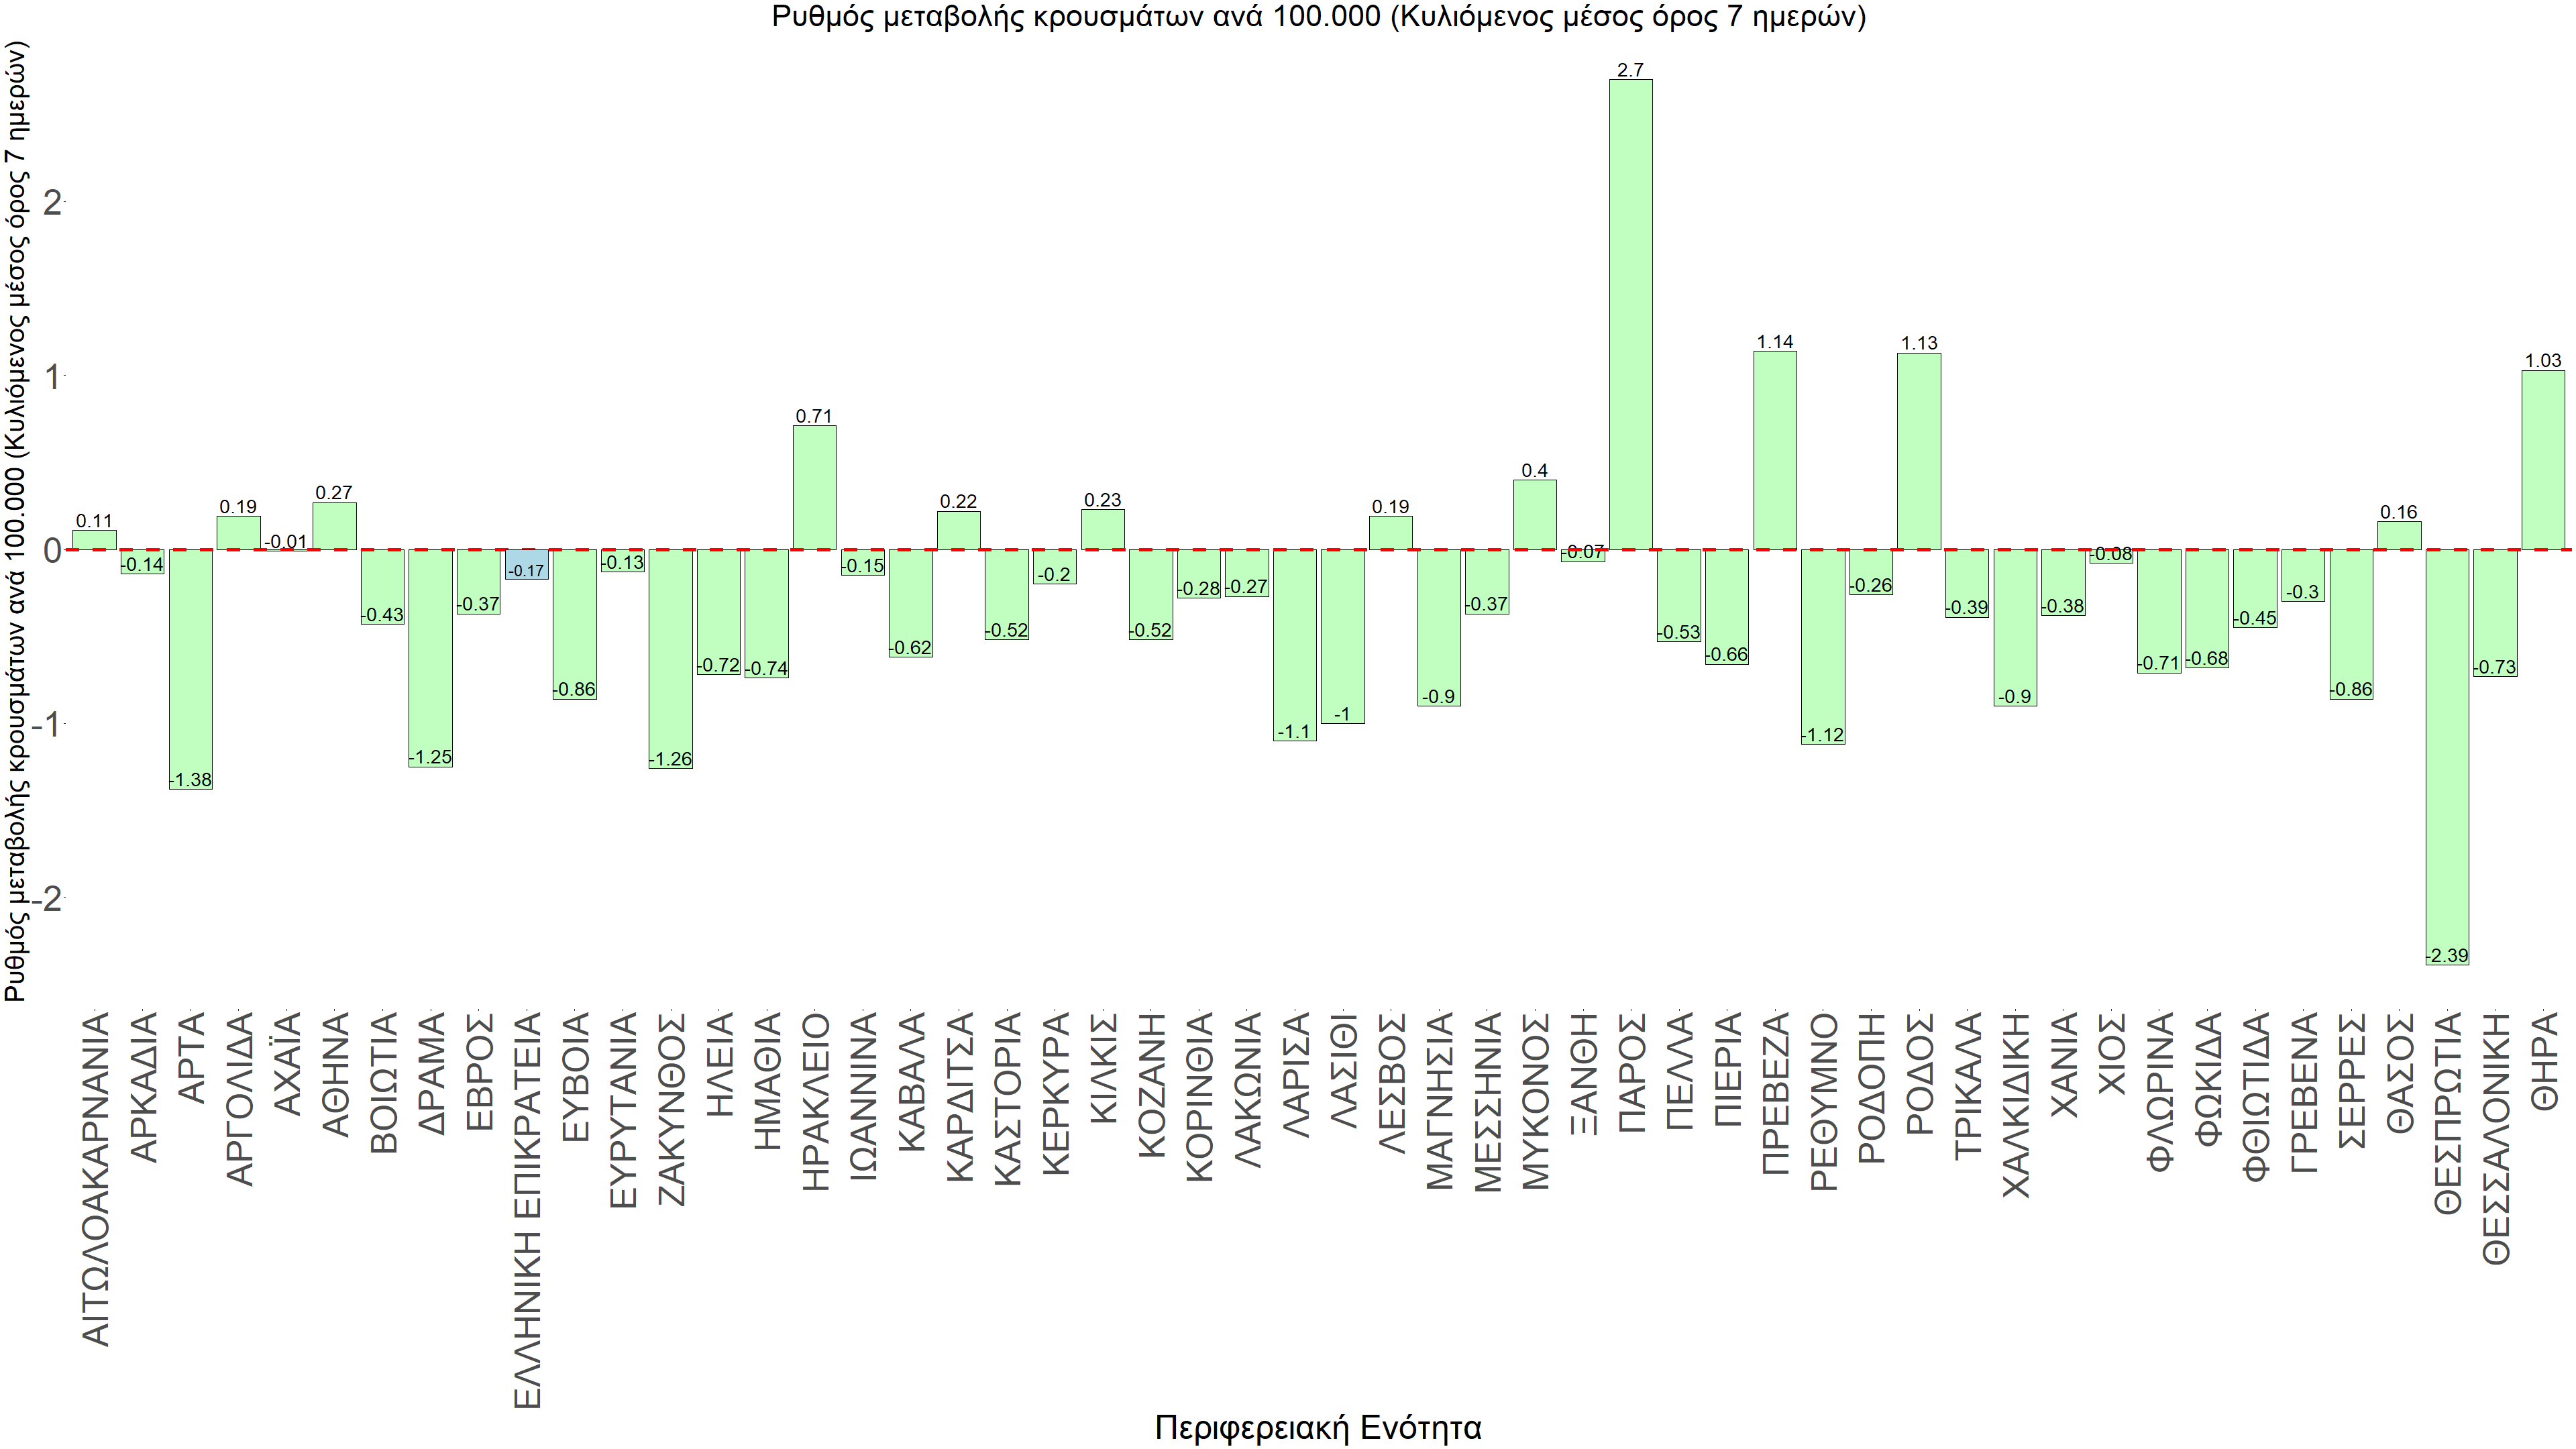 Ρυθμός μεταβολής κρουσμάτων ανά 100.000 (Κυλιόμενος μέσος όρος 7 ημερών)
Ρυθμός μεταβολής κρουσμάτων ανά 100.000 (Κυλιόμενος μέσος όρος 7 ημερών)
2
1
0
-1
-2
0.11
-0.14
-1.38
0.19
-0.01
0.27
-0.43
-1.25
-0.37
-0.17
-0.86
-0.13
-1.26
-0.72
-0.74
0.71
-0.15
-0.62
0.22
-0.52
-0.2
0.23
-0.52
-0.28
-0.27
-1.1
-1
0.19
-0.9
-0.37
0.4
-0.07
2.7
-0.53
-0.66
1.14
-1.12
-0.26
1.13
-0.39
-0.9
-0.38
-0.08
-0.71
-0.68
-0.45
-0.3
-0.86
0.16
-2.39
-0.73
1.03
ΑΙΤΩΛΟΑΚΑΡΝΑΝΙΑ
ΑΡΚΑΔΙΑ
ΑΡΤΑ
ΑΡΓΟΛΙΔΑ
ΑΧΑΪΑ
ΑΘΗΝΑ
ΒΟΙΩΤΙΑ
ΔΡΑΜΑ
ΕΒΡΟΣ
ΕΛΛΗΝΙΚΗ ΕΠΙΚΡΑΤΕΙΑ
ΕΥΒΟΙΑ
ΕΥΡΥΤΑΝΙΑ
ΖΑΚΥΝΘΟΣ
ΗΛΕΙΑ
ΗΜΑΘΙΑ
ΗΡΑΚΛΕΙΟ
ΙΩΑΝΝΙΝΑ
ΚΑΒΑΛΑ
ΚΑΡΔΙΤΣΑ
ΚΑΣΤΟΡΙΑ
ΚΕΡΚΥΡΑ
ΚΙΛΚΙΣ
ΚΟΖΑΝΗ
ΚΟΡΙΝΘΙΑ
ΛΑΚΩΝΙΑ
ΛΑΡΙΣΑ
ΛΑΣΙΘΙ
ΛΕΣΒΟΣ
ΜΑΓΝΗΣΙΑ
ΜΕΣΣΗΝΙΑ
ΜΥΚΟΝΟΣ
ΞΑΝΘΗ
ΠΑΡΟΣ
ΠΕΛΛΑ
ΠΙΕΡΙΑ
ΠΡΕΒΕΖΑ
ΡΕΘΥΜΝΟ
ΡΟΔΟΠΗ
ΡΟΔΟΣ
ΤΡΙΚΑΛΑ
ΧΑΛΚΙΔΙΚΗ
ΧΑΝΙΑ
ΧΙΟΣ
ΦΛΩΡΙΝΑ
ΦΩΚΙΔΑ
ΦΘΙΩΤΙΔΑ
ΓΡΕΒΕΝΑ
ΣΕΡΡΕΣ
ΘΑΣΟΣ
ΘΕΣΠΡΩΤΙΑ
ΘΕΣΣΑΛΟΝΙΚΗ
ΘΗΡΑ
Περιφερειακή Ενότητα